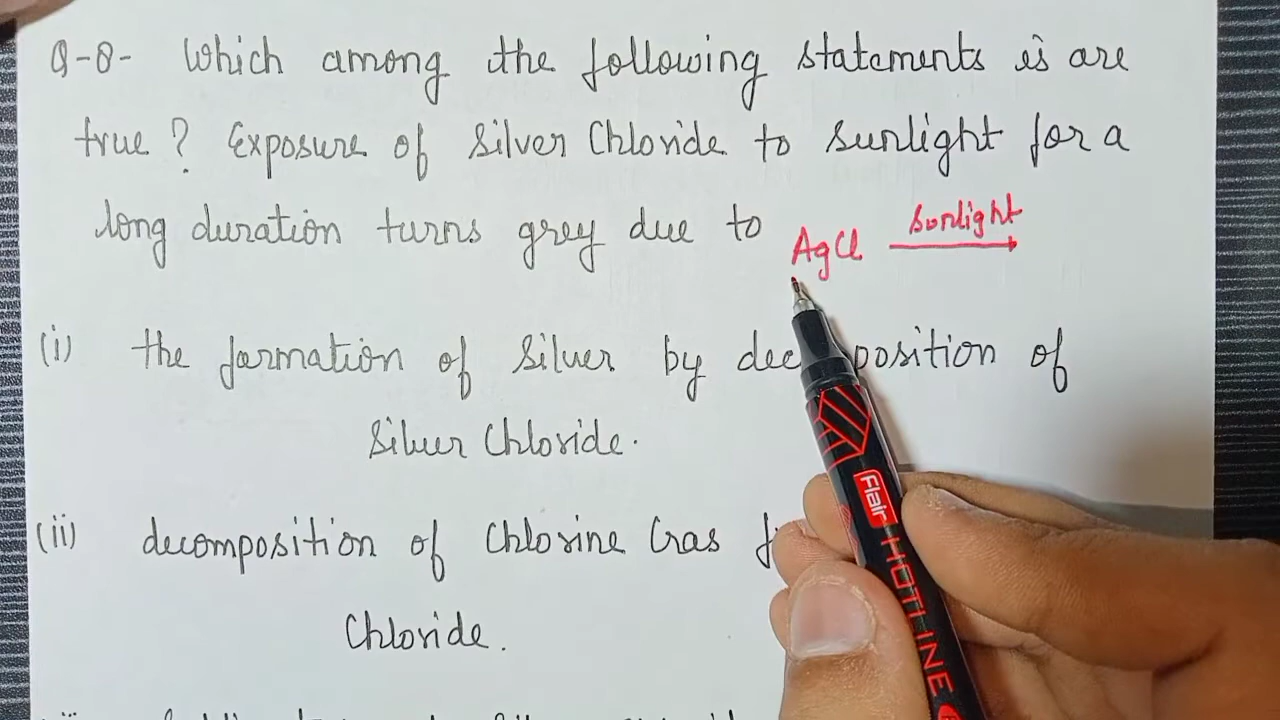 Q-8- Which among the following statements is are
true? Exposure of Silver Chloride to sunlight for a
long duration turns grey due to
AgCl sunlight
(i) the formation of Silver by position of
Silver Chloride.
(ii) decomposition of Chlorine Gas
Chloride.
Flair HOTLINE